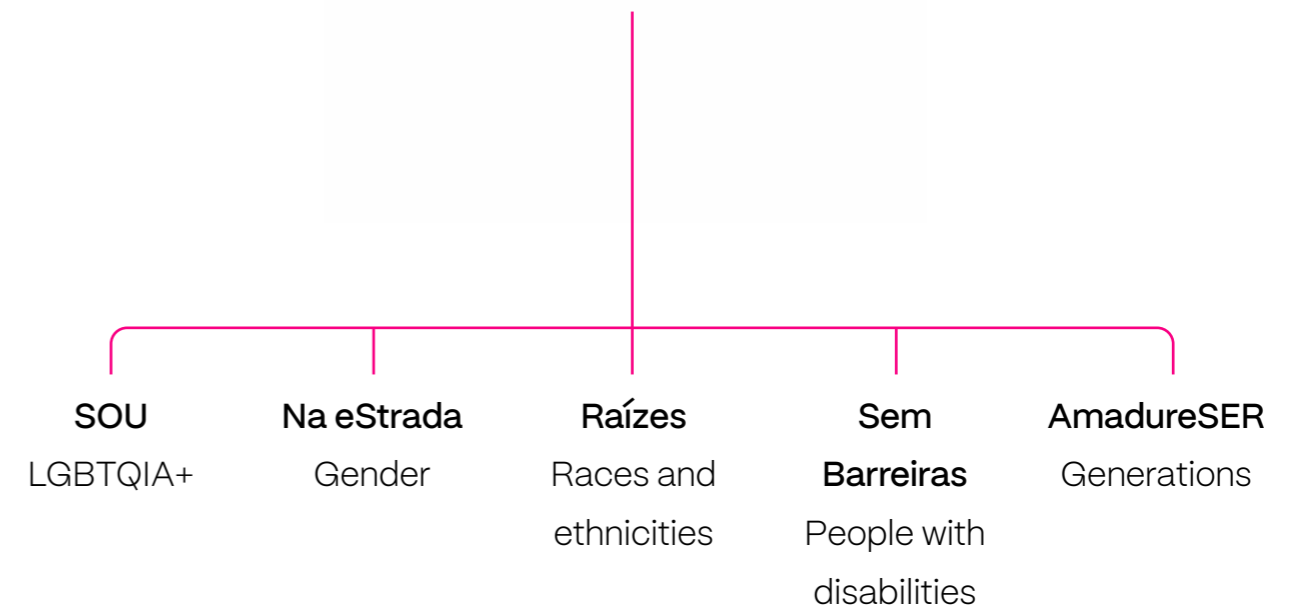 SOU
LGBTQIA+
Na eStrada
Gender
Raízes
Races and
ethnicities
Sem
Barreiras
People with
disabilities
AmadureSER
Generations